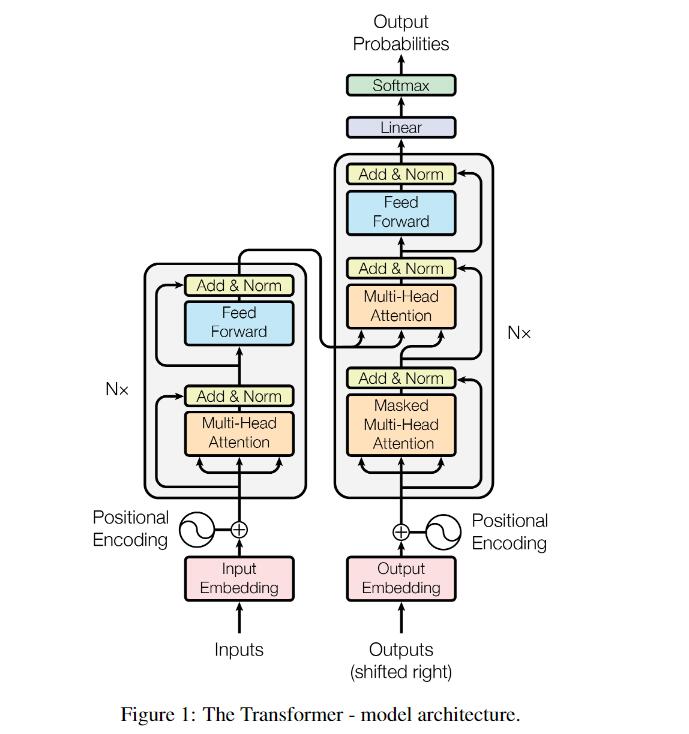 Output
Probabilities
Softmax
Linear
Add & Norm
Feed
Forward
Add & Norm
Multi-Head
Attention
Add & Norm
Masked
Multi-Head
Attention
Nx
Add & Norm
Feed
Forward
Add & Norm
Multi-Head
Attention
Nx
Positional
Encoding
Positional
Encoding
Input
Embedding
Output
Embedding
Inputs
Outputs
(shifted right)
Figure 1: The Transformer - model architecture.